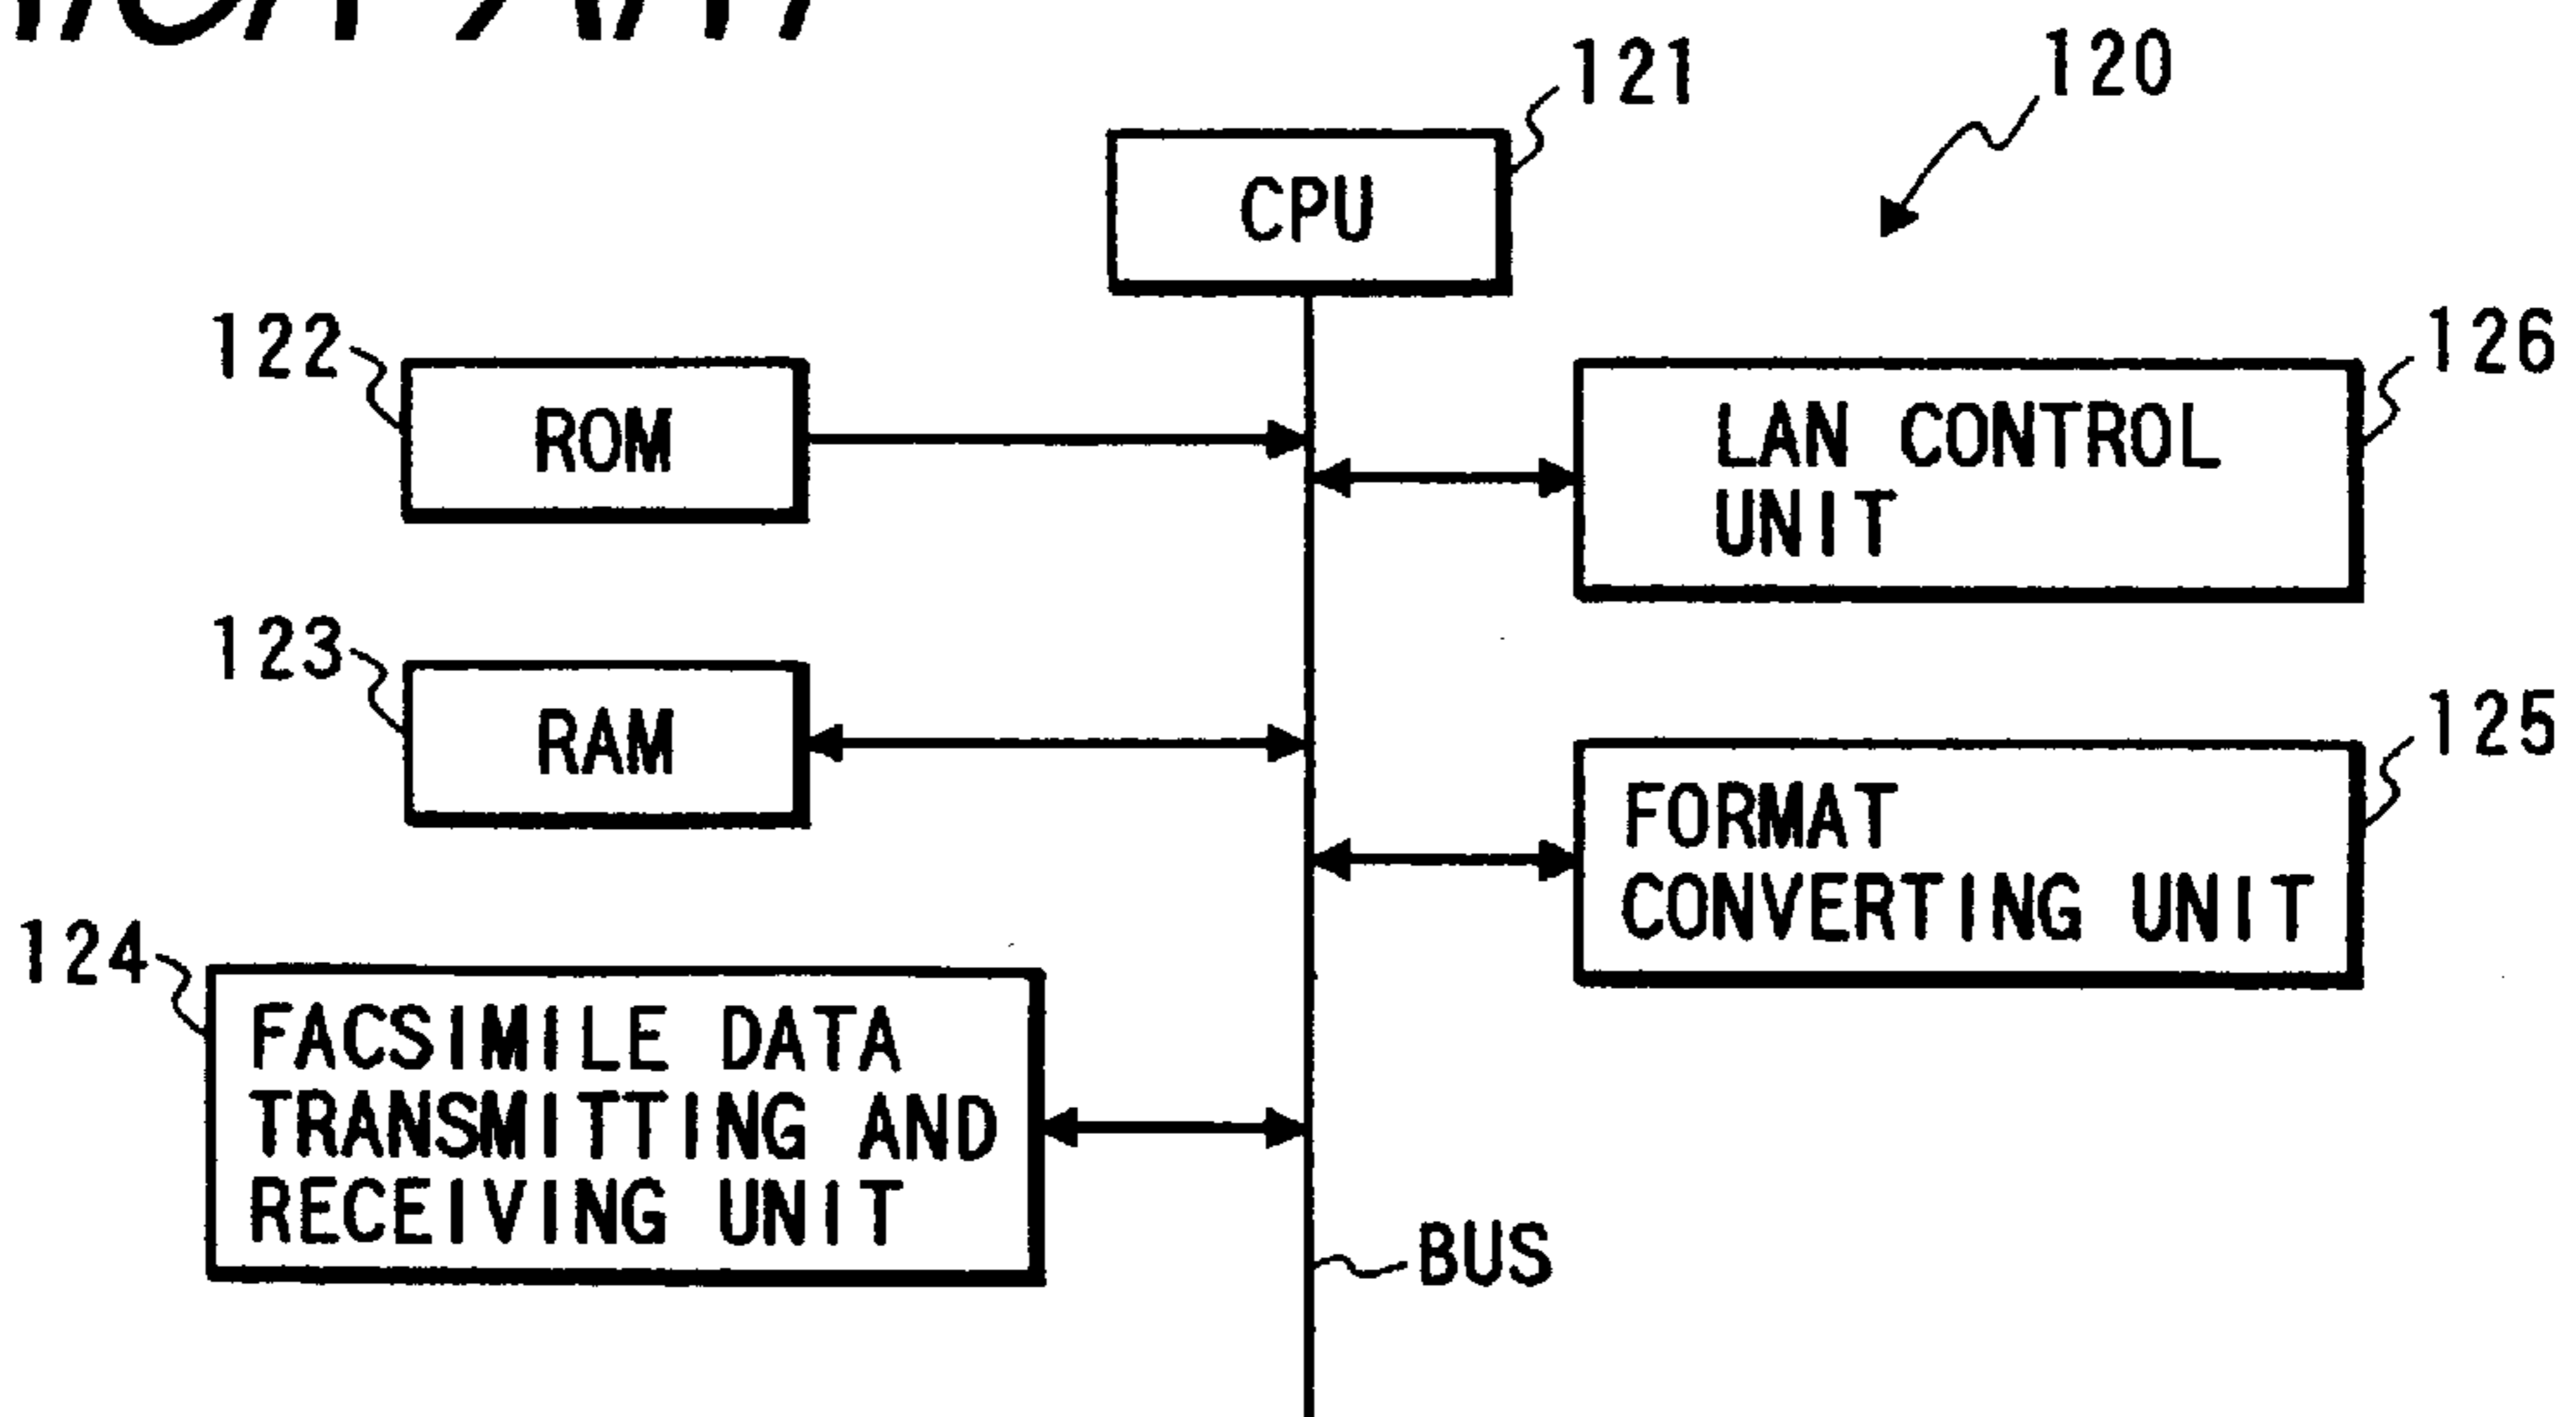 121
120
CPU
122
ROM
126
LAN CONTROL
UNIT
123
RAM
125
FORMAT
CONVERTING UNIT
124
FACSIMILE DATA
TRANSMITTING AND
RECEIVING UNIT
BUS